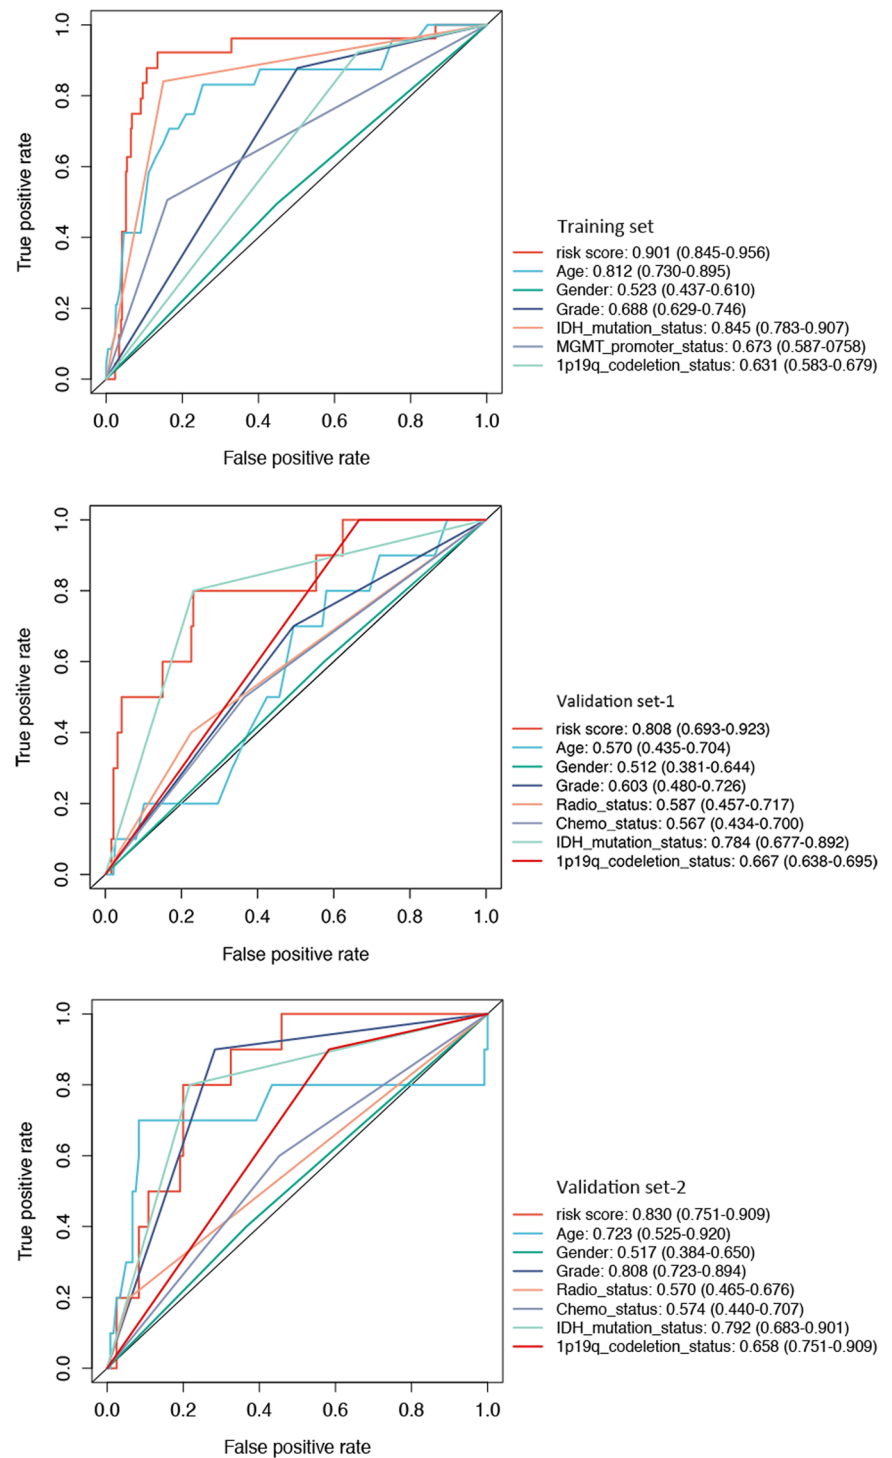 True positive rate
1.0
0.8
0.6
0.4
0.2
0.0
0.0 0.2 0.4 0.6 0.8 1.0
False positive rate
Training set
risk score: 0.901 (0.845-0.956)
Age: 0.812 (0.730-0.895)
Gender: 0.523 (0.437-0.610)
Grade: 0.688 (0.629-0.746)
IDH_mutation_status: 0.845 (0.783-0.907)
MGMT_promoter_status: 0.673 (0.587-0758)
1p19q_codeletion_status: 0.631 (0.583-0.679)
True positive rate
1.0
0.8
0.6
0.4
0.2
0.0
0.0 0.2 0.4 0.6 0.8 1.0
False positive rate
Validation set-1
risk score: 0.808 (0.693-0.923)
Age: 0.570 (0.435-0.704)
Gender: 0.512 (0.381-0.644)
Grade: 0.603 (0.480-0.726)
Radio_status: 0.587 (0.457-0.717)
Chemo_status: 0.567 (0.434-0.700)
IDH_mutation_status: 0.784 (0.677-0.892)
1p19q_codeletion_status: 0.667 (0.638-0.695)
True positive rate
1.0
0.8
0.6
0.4
0.2
0.0
0.0 0.2 0.4 0.6 0.8 1.0
False positive rate
Validation set-2
risk score: 0.830 (0.751-0.909)
Age: 0.723 (0.525-0.920)
Gender: 0.517 (0.384-0.650)
Grade: 0.808 (0.723-0.894)
Radio_status: 0.570 (0.465-0.676)
Chemo_status: 0.574 (0.440-0.707)
IDH_mutation_status: 0.792 (0.683-0.901)
1p19q_codeletion_status: 0.658 (0.751-0.909)